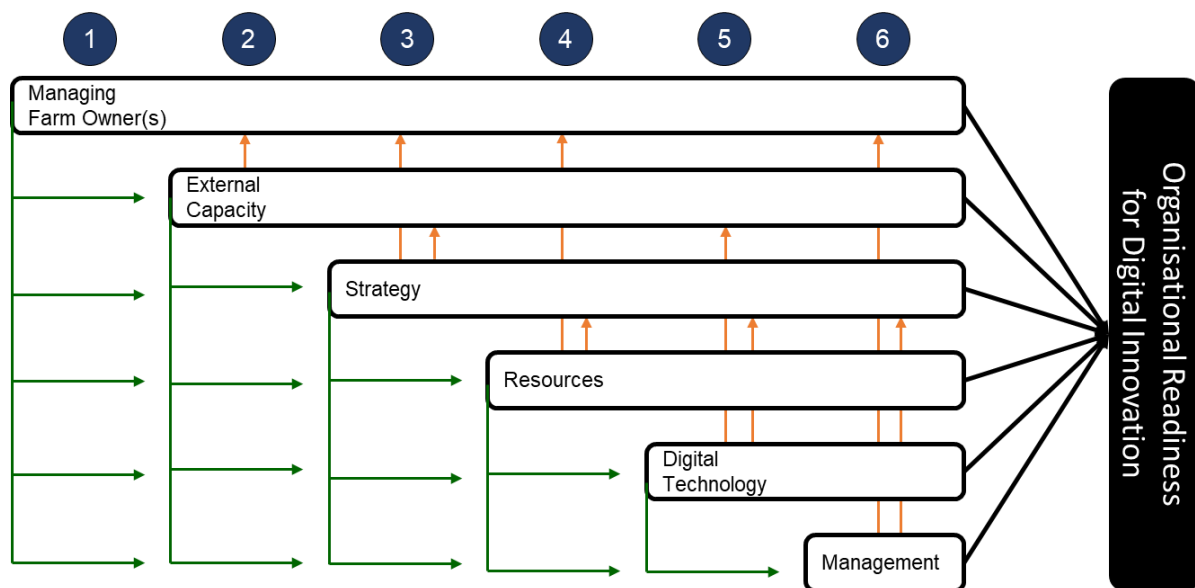 1 2 3 4 5 6
Managing
Farm Owner(s)
External
Capacity
Strategy
Resources
Digital
Technology
Management
Organisational Readiness
for Digital Innovation